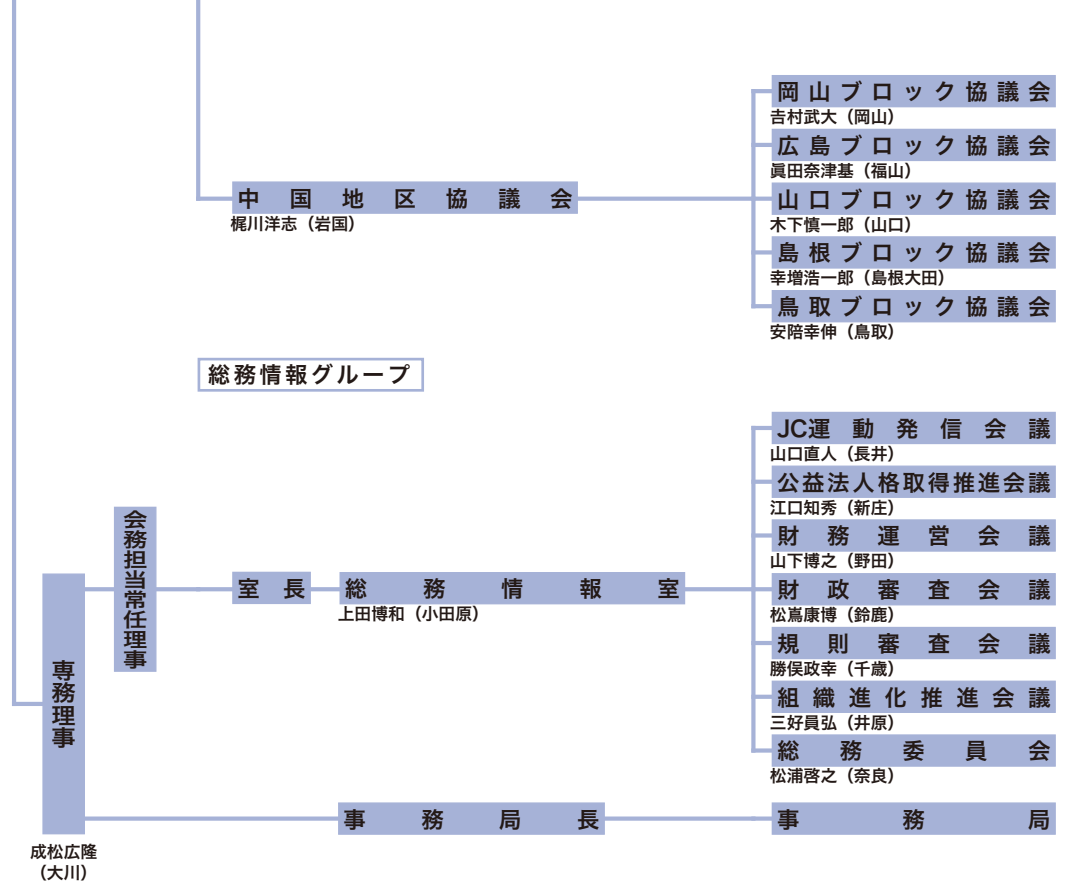 岡山ブロック協議会
吉村武大（岡山）
広島ブロック協議会
眞田奈津基（福山）
中国地区協議会
梶川洋志（岩国）
山口ブロック協議会
木下慎一郎（山口）
島根ブロック協議会
幸増浩一郎（島根大田）
鳥取ブロック協議会
安陪幸伸（鳥取）
総務情報グループ
JC運動発信会議
山口直人（長井）
公益法人格取得推進会議
江口知秀（新庄）
財務運営会議
山下博之（野田）
専務理事
成松広隆
（大川）
会務担当常任理事
室長
総務情報室
上田博和（小田原）
財政審査会議
松嶌康博（鈴鹿）
規則審査会議
勝俣政幸（千歳）
組織進化推進会議
三好員弘（井原）
総務委員会
松浦啓之（奈良）
事務局長
事務局